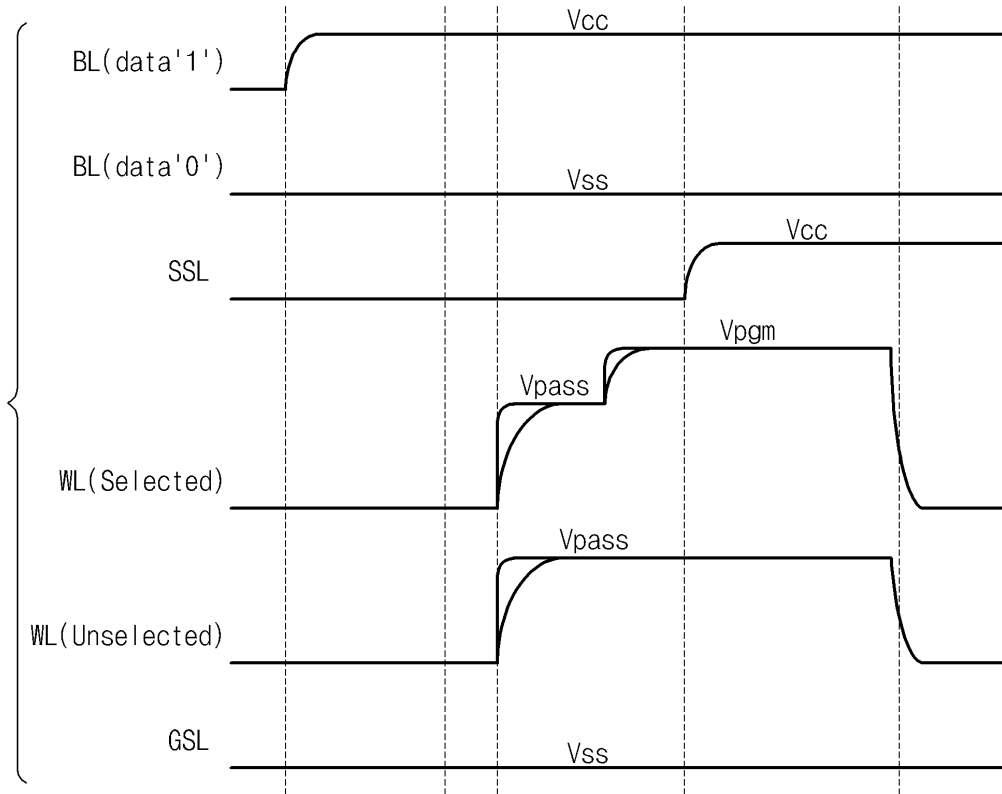 Vcc
BL(data'1')
BL(data'0')
Vss
Vcc
SSL
Vpgm
Vpass
WL(Selected)
Vpass
WL(Unselected)
GSL
Vss